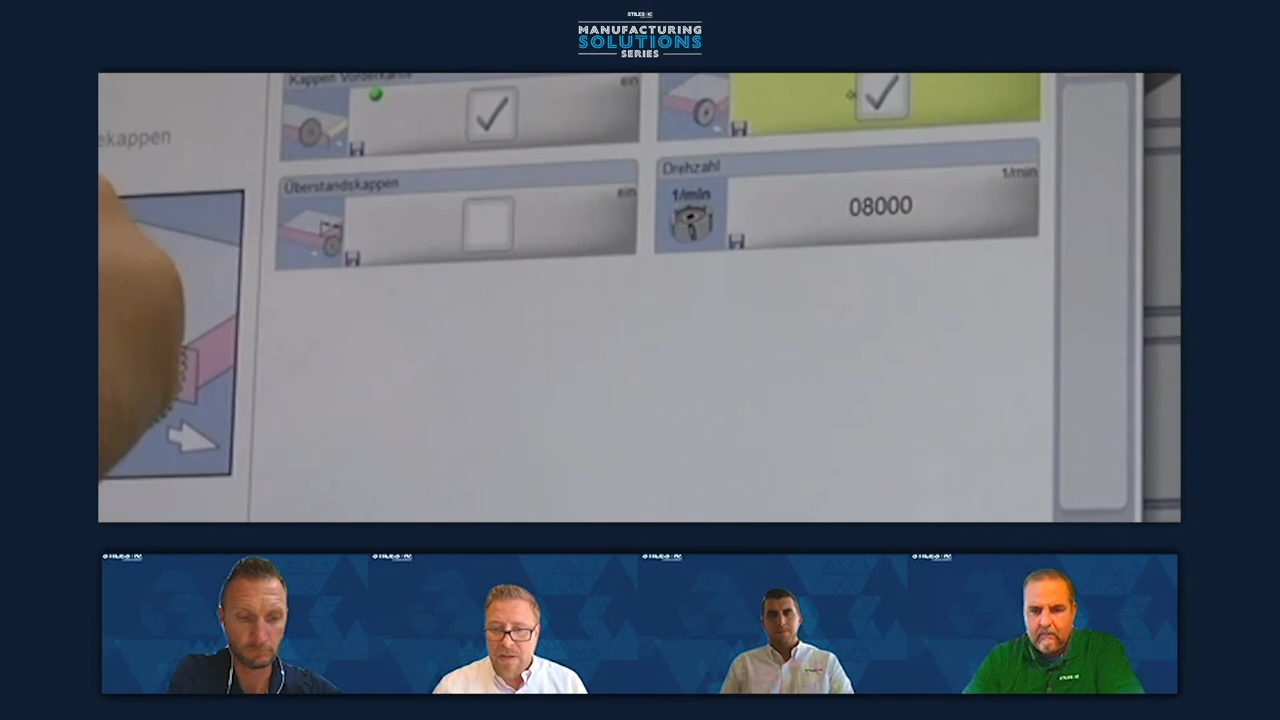 STILES
MANUFACTURING
SOLUTIONS
SERIES
Kappen Vorderkante
ein
ekappen
Überstandskappen
ein
Drehzahl
1/min
1/min
08000
STILES
STILES
STILES
STILES